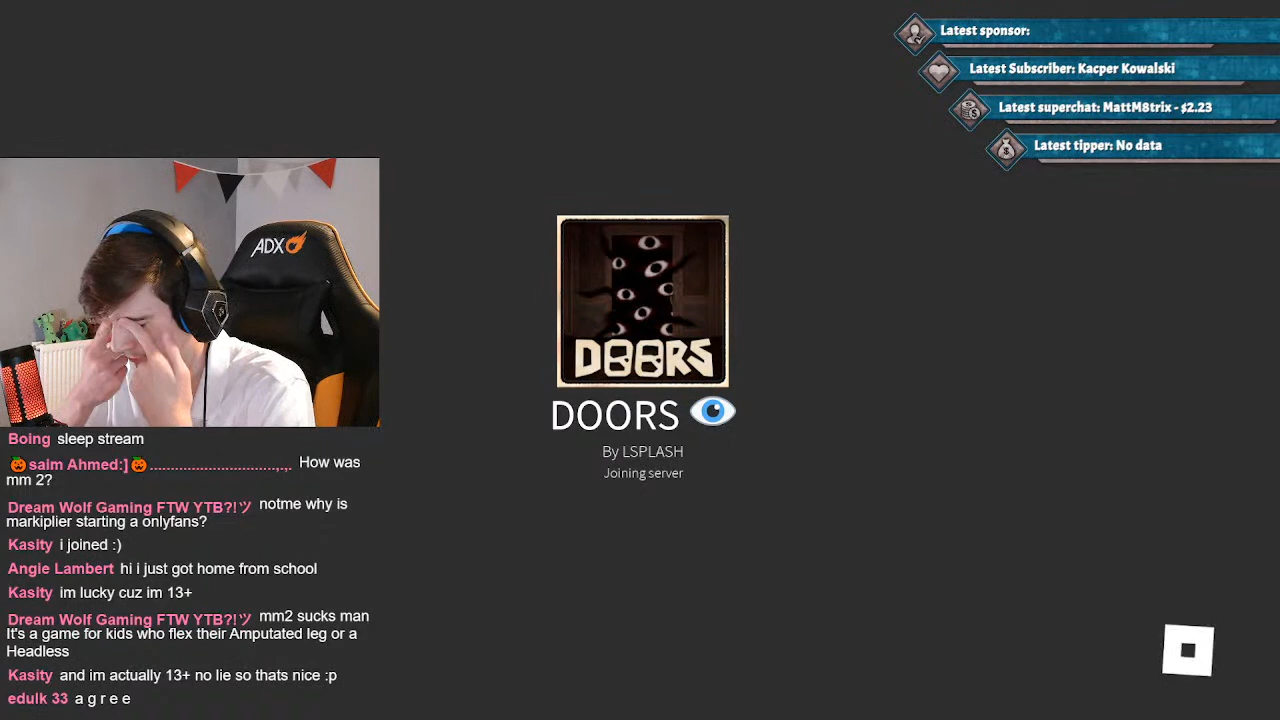 Latest sponsor:
Latest Subscriber: Kacper Kowalski
Latest superchat: MattM8trix - $2.23
Latest tipper: No data
ADX
DOORS
DOORS
By LSPLASH
Joining server
Boing sleep stream
🎃saim Ahmed:]🎃..............................,.,. How was
mm 2?
Dream Wolf Gaming FTW YTB?!ツ notme why is
markiplier starting a onlyfans?
Kasity i joined :)
Angie Lambert hi i just got home from school
Kasity im lucky cuz im 13+
Dream Wolf Gaming FTW YTB?!ツ mm2 sucks man
It's a game for kids who flex their Amputated leg or a
Headless
Kasity and im actually 13+ no lie so thats nice :p
edulk 33 a g r e e